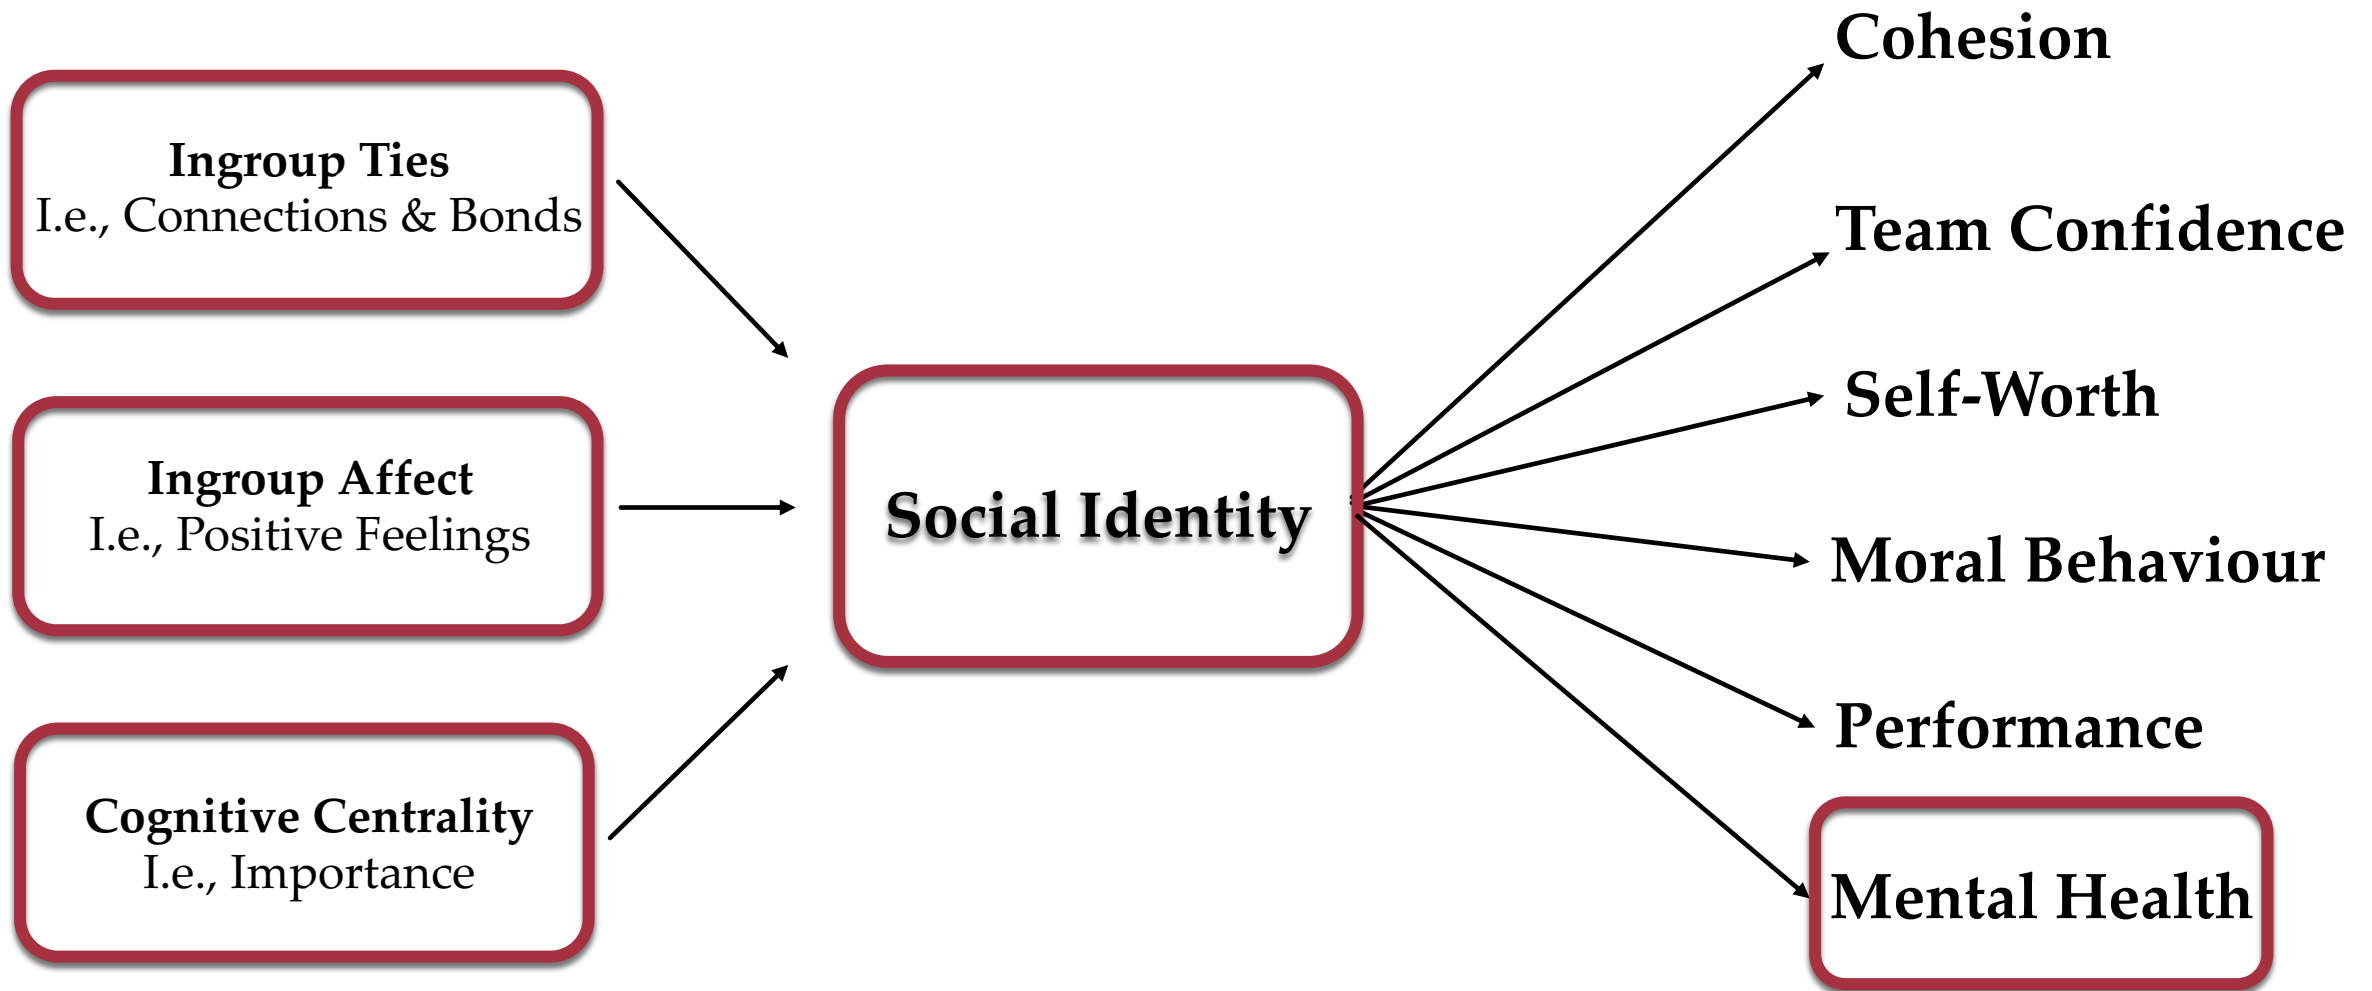 Ingroup Ties
I.e., Connections & Bonds
Ingroup Affect
I.e., Positive Feelings
Cognitive Centrality
I.e., Importance
Social Identity
Cohesion
Team Confidence
Self-Worth
Moral Behaviour
Performance
Mental Health